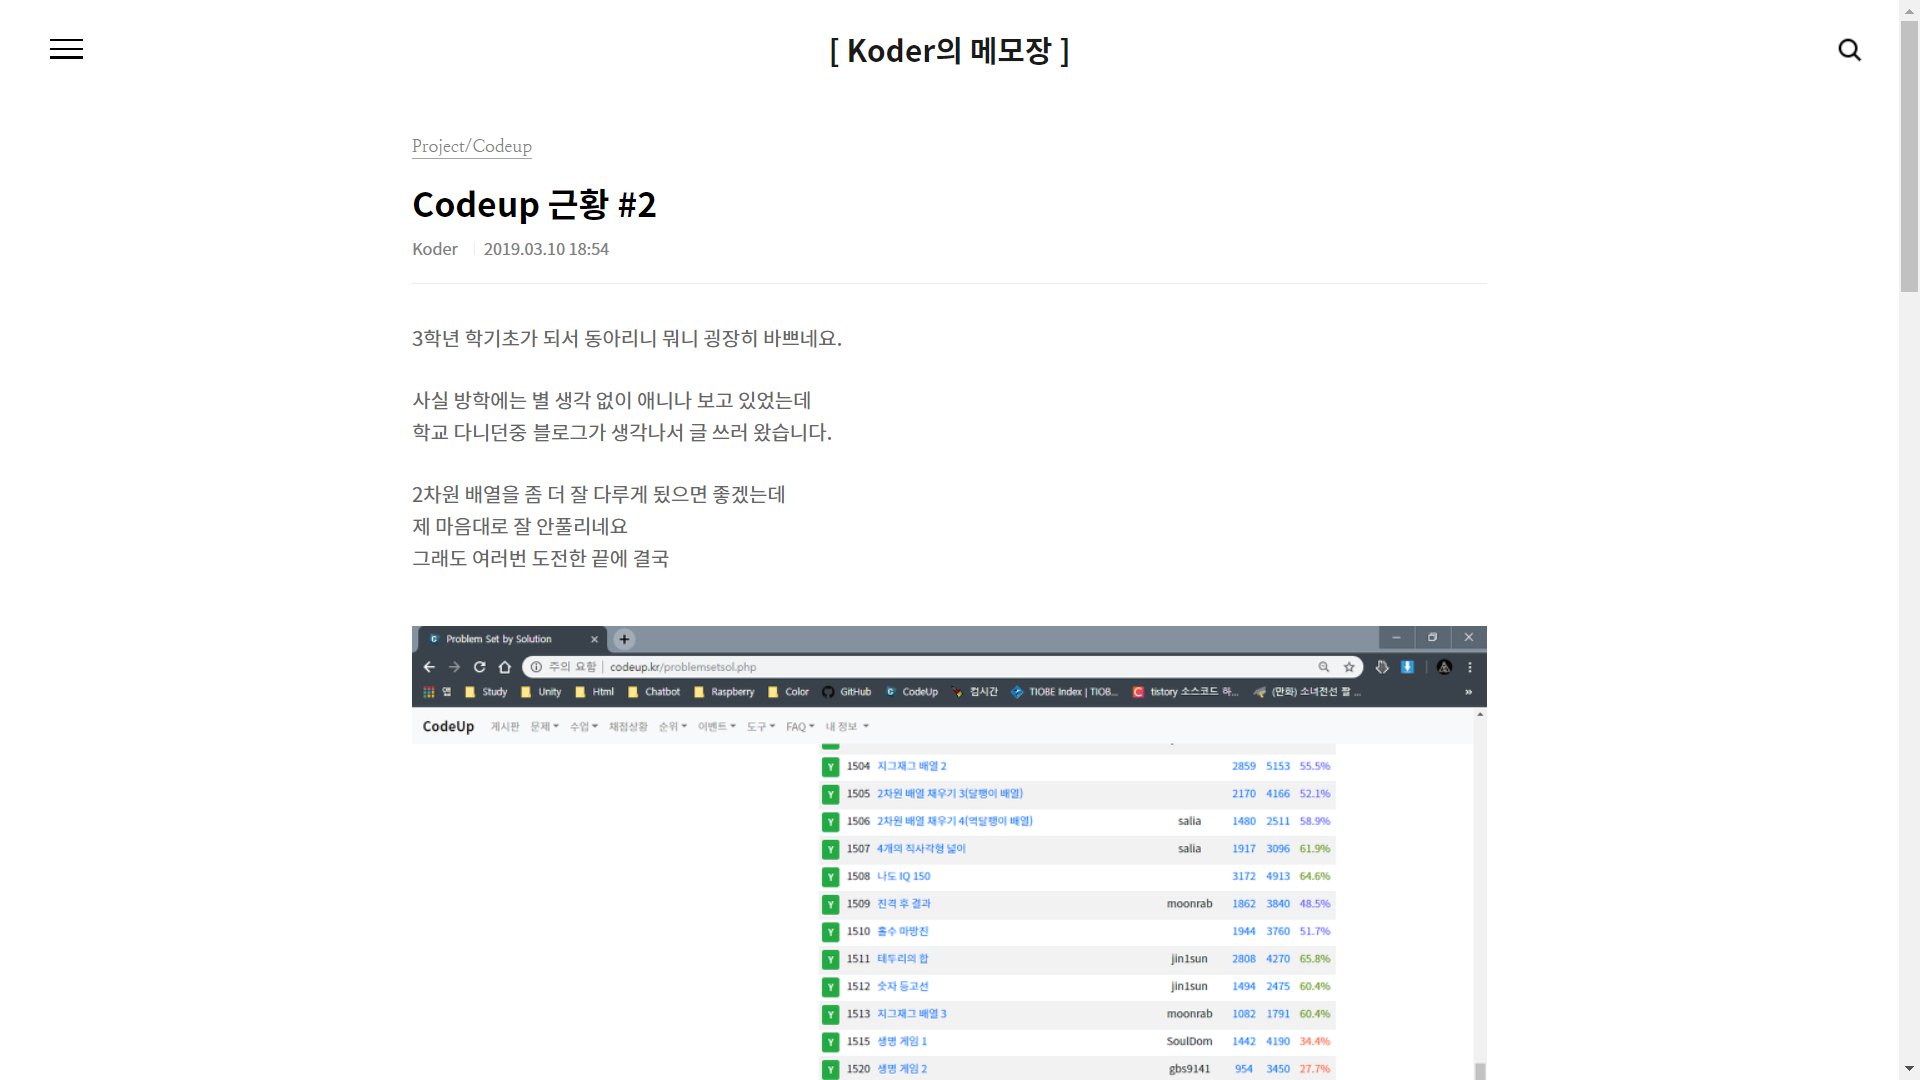 [ Koder의 메모장 ]
Project/Codeup
Codeup 근황 #2
Koder 2019.03.10 18:54
3학년 학기초가 되서 동아리니 뭐니 굉장히 바쁘네요.
사실 방학에는 별 생각 없이 애니나 보고 있었는데
학교 다니던중 블로그가 생각나서 글 쓰러 왔습니다.
2차원 배열을 좀 더 잘 다루게 됬으면 좋겠는데
제 마음대로 잘 안풀리네요
그래도 여러번 도전한 끝에 결국
Problem Set by Solution
주의 요함 | codeup.kr/problemsetsol.php
앱 Study Unity Html Chatbot Raspberry Color GitHub CodeUp 컴시간 TIOBE Index | TIOB... tistory 소스코드 하... (만화) 소녀전선 짤 ... »
CodeUp 게시판 문제 수업 채점상황 순위 이벤트 도구 FAQ 내 정보
Y 1504 지그재그 배열 2 2859 5153 55.5%
Y 1505 2차원 배열 채우기 3(달팽이 배열) 2170 4166 52.1%
Y 1506 2차원 배열 채우기 4(역달팽이 배열) salia 1480 2511 58.9%
Y 1507 4개의 직사각형 넓이 salia 1917 3096 61.9%
Y 1508 나도 IQ 150 3172 4913 64.6%
Y 1509 진격 후 결과 moonrab 1862 3840 48.5%
Y 1510 홀수 마방진 1944 3760 51.7%
Y 1511 테두리의 합 jin1sun 2808 4270 65.8%
Y 1512 숫자 등고선 jin1sun 1494 2475 60.4%
Y 1513 지그재그 배열 3 moonrab 1082 1791 60.4%
Y 1515 생명 게임 1 SoulDom 1442 4190 34.4%
Y 1520 생명 게임 2 gbs9141 954 3450 27.7%